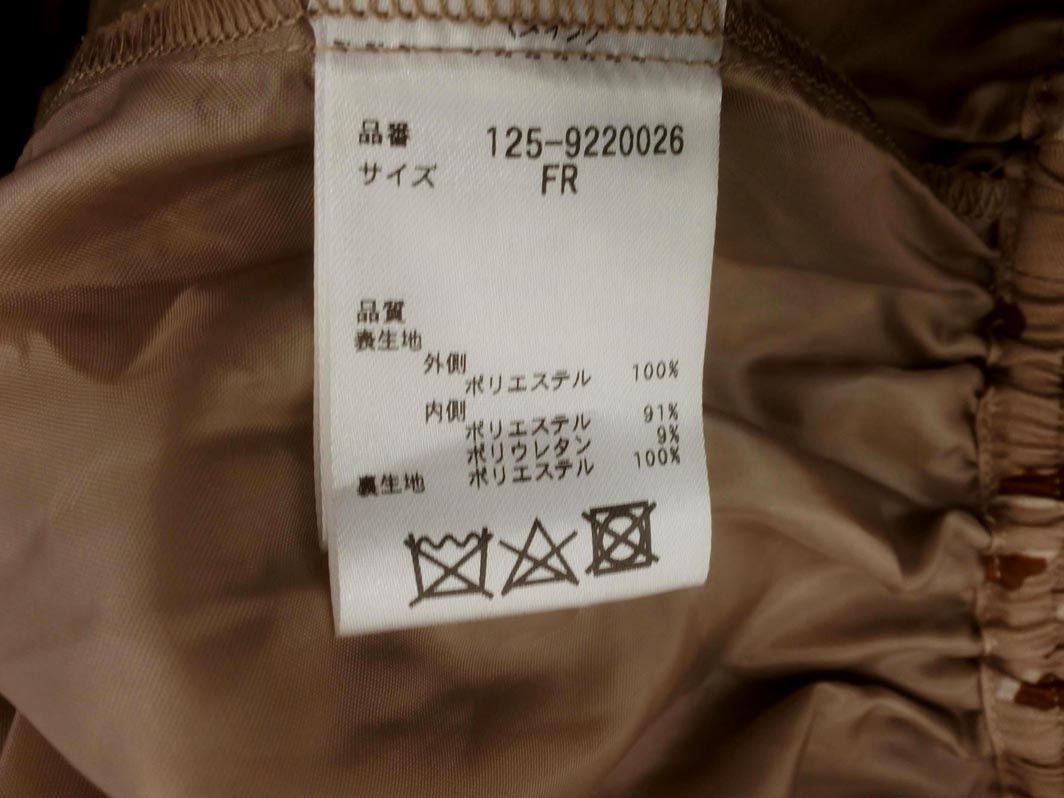 品番 125-9220026
サイズ FR
品質
表生地
外側
ポリエステル 100%
内側
ポリエステル 91%
ポリウレタン 9%
裏生地 ポリエステル 100%